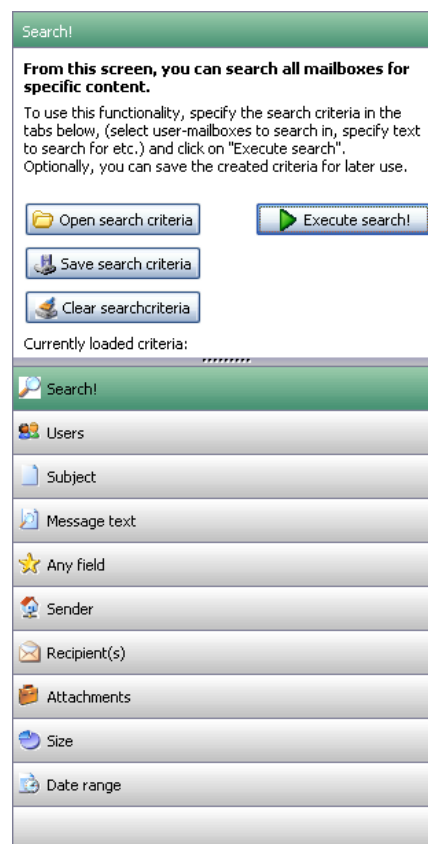 Search!
From this screen, you can search all mailboxes for
specific content.
To use this functionality, specify the search criteria in the
tabs below, (select user-mailboxes to search in, specify text
to search for etc.) and click on "Execute search".
Optionally, you can save the created criteria for later use.
Open search criteria
Execute search!
Save search criteria
Clear searchcriteria
Currently loaded criteria:
Search!
Users
Subject
Message text
Any field
Sender
Recipient(s)
Attachments
Size
Date range